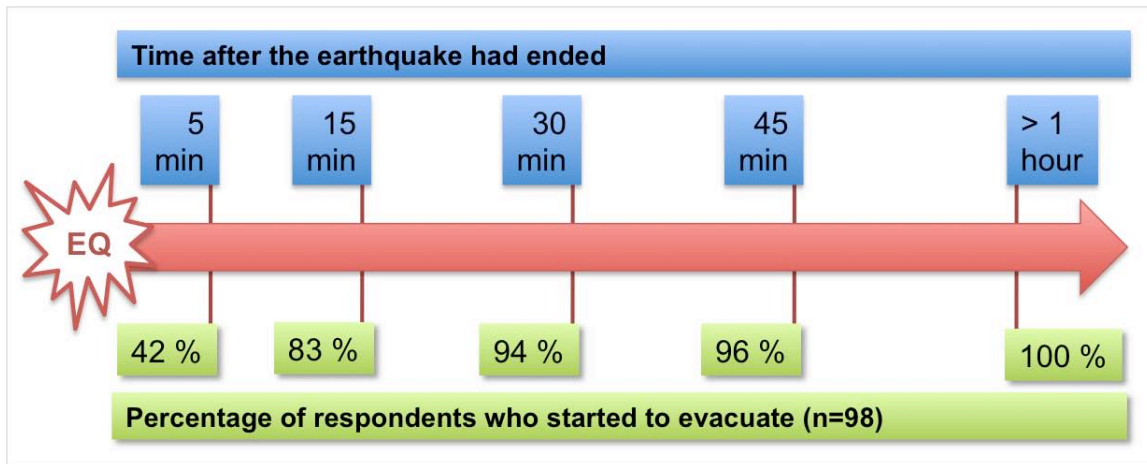 Time after the earthquake had ended
5
min
15
min
30
min
45
min
> 1
hour
EQ
42 %
83 %
94 %
96 %
100 %
Percentage of respondents who started to evacuate (n=98)